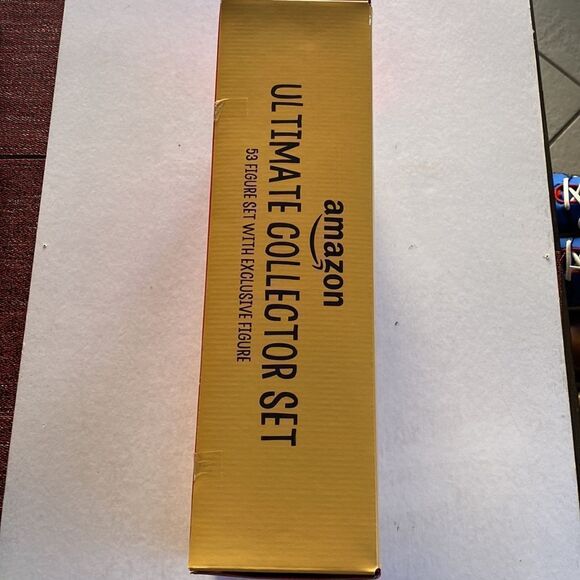 amazon
ULTIMATE COLLECTOR SET
53 FIGURE SET WITH EXCLUSIVE FIGURE